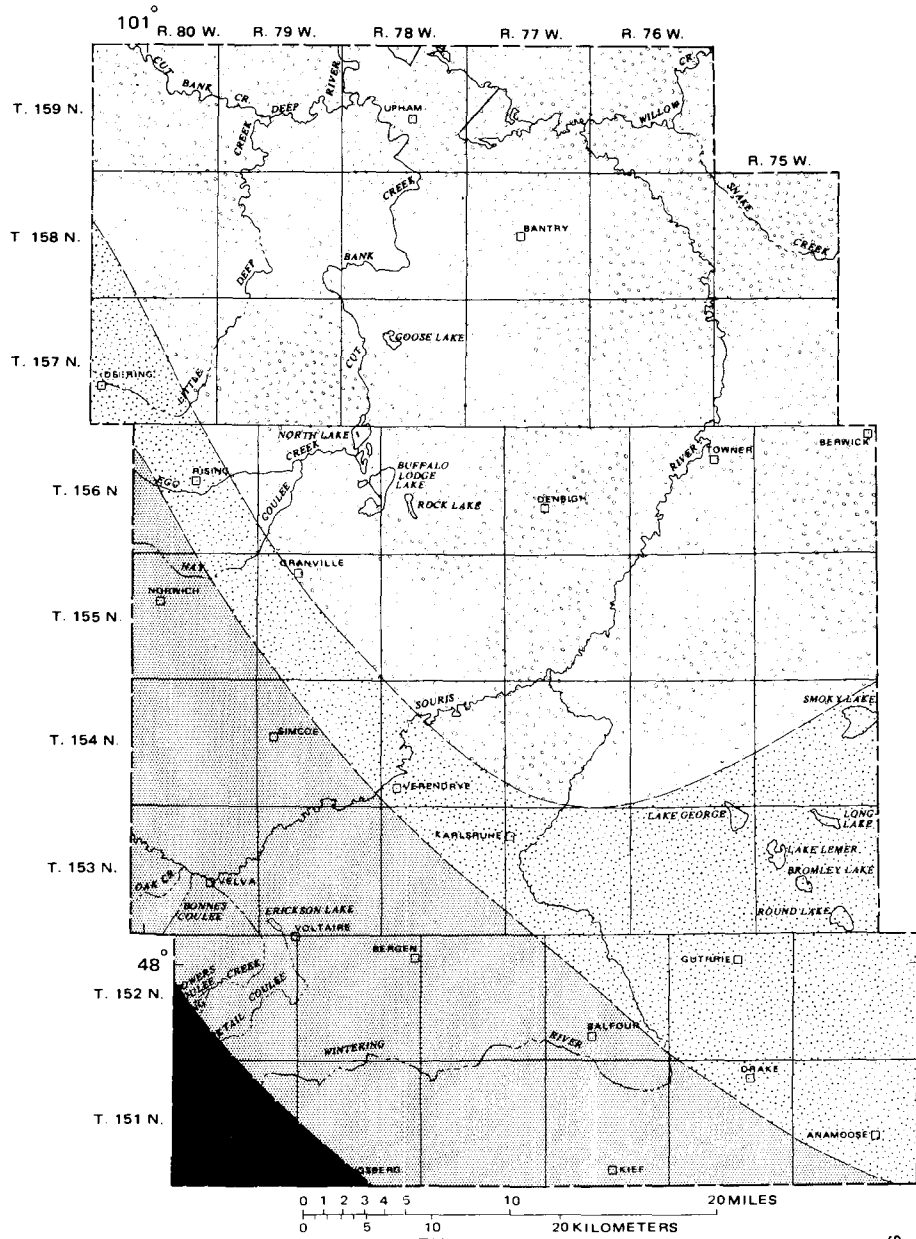 101°
R. 80 W. R. 79 W. R. 78 W. R. 77 W. R. 76 W.
T. 159 N.
CUT BANK CR.
DEEP RIVER
UPHAM
WILLOW CR.
CREEK
R. 75 W.
SNAKE CREEK
CREEK
T 158 N.
BANTRY
BANK
DEEP
GOOSE LAKE
CUT
T. 157 N.
DEERING
LITTLE
NORTH LAKE
CREEK
RIVER
TOWNER
BERWICK
T. 156 N.
EGG
RISING
COULEE
BUFFALO
LODGE
LAKE
ROCK LAKE
DENBIGH
HAY
GRANVILLE
NORWICH
T. 155 N.
SOURIS
SMOKY LAKE
T. 154 N.
SIMCOE
VERENDRYE
LAKE GEORGE
LONG
LAKE
KARLSRUHE
LAKE LEMER
T. 153 N.
BROMLEY LAKE
OAK CR.
VELVA
BONNES
COULEE
ERICKSON LAKE
ROUND LAKE
VOLTAIRE
48°
BERGEN
GUTHRIE
CREEK
T. 152 N.
COULEE
BALFOUR
WINTERING RIVER
DRAKE
T. 151 N.
ANAMOOSE
GSBERG
KIEF
0 1 2 3 4 5 10 20 MILES
0 5 10 20 KILOMETERS